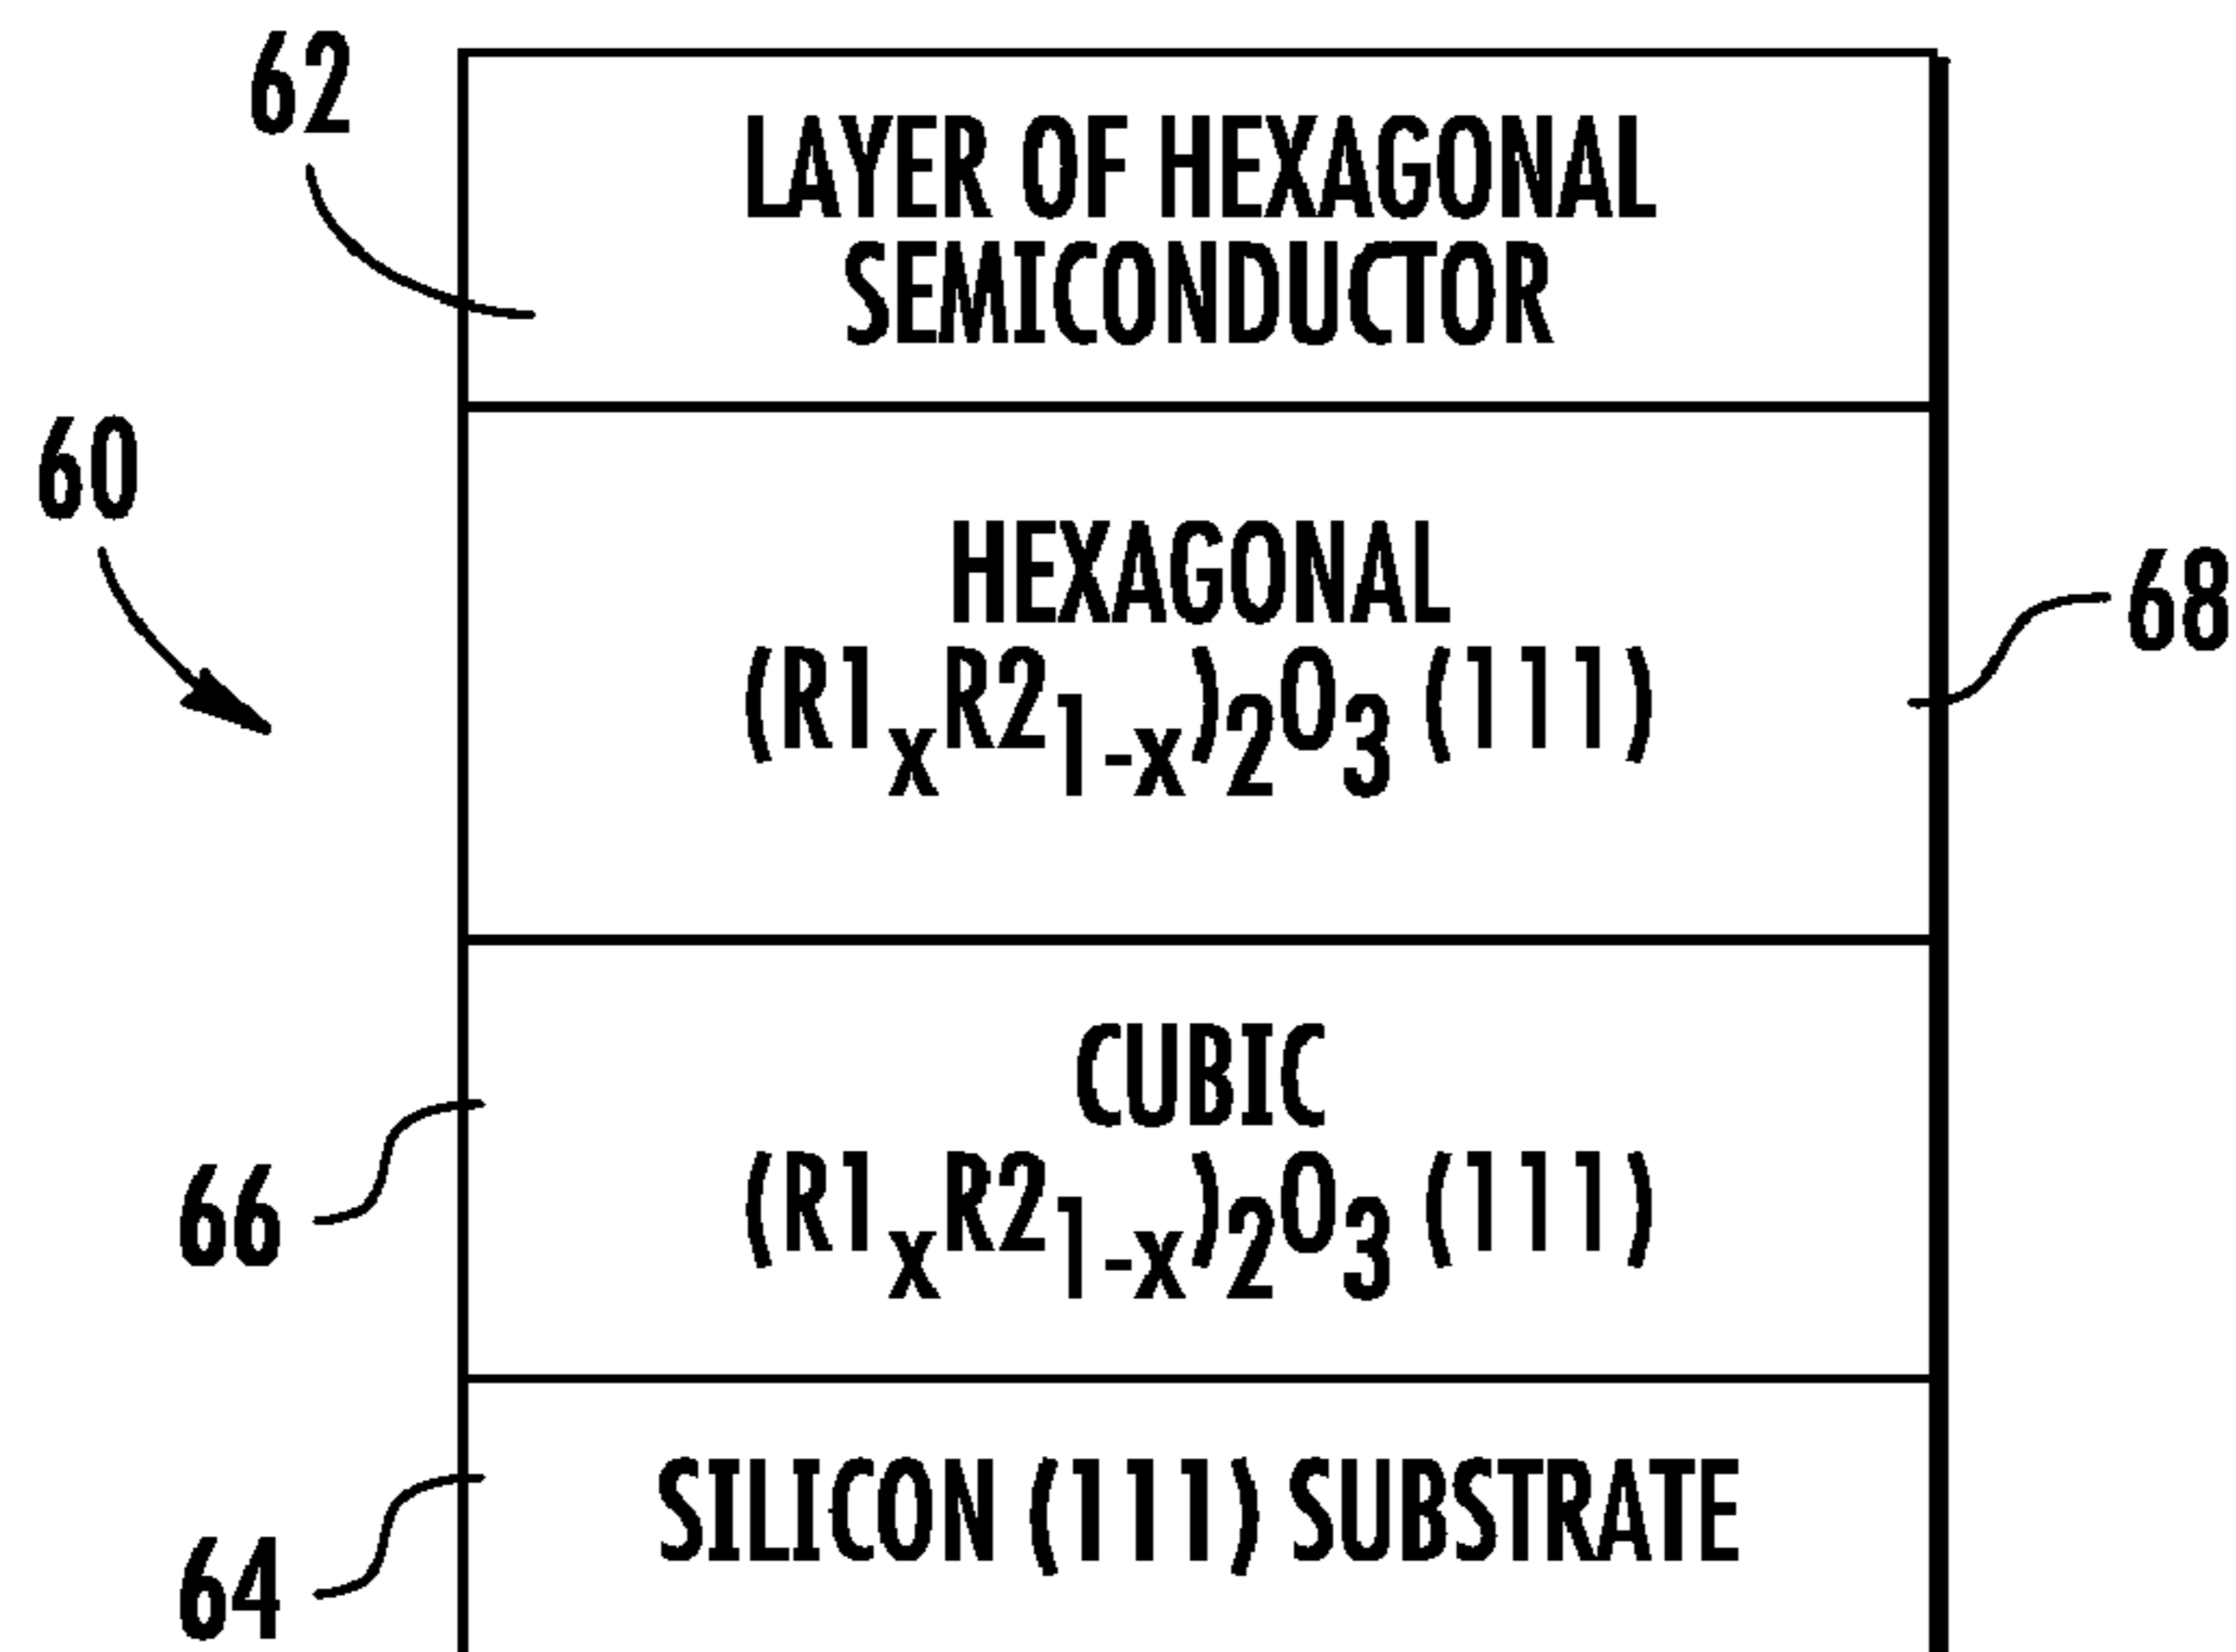 62
LAYER OF HEXAGONAL
SEMICONDUCTOR
60
HEXAGONAL
68
(R1xR21-x)2O3 (111)
CUBIC
(R1xR21-x)2O3 (111)
66
SILICON (111) SUBSTRATE
64